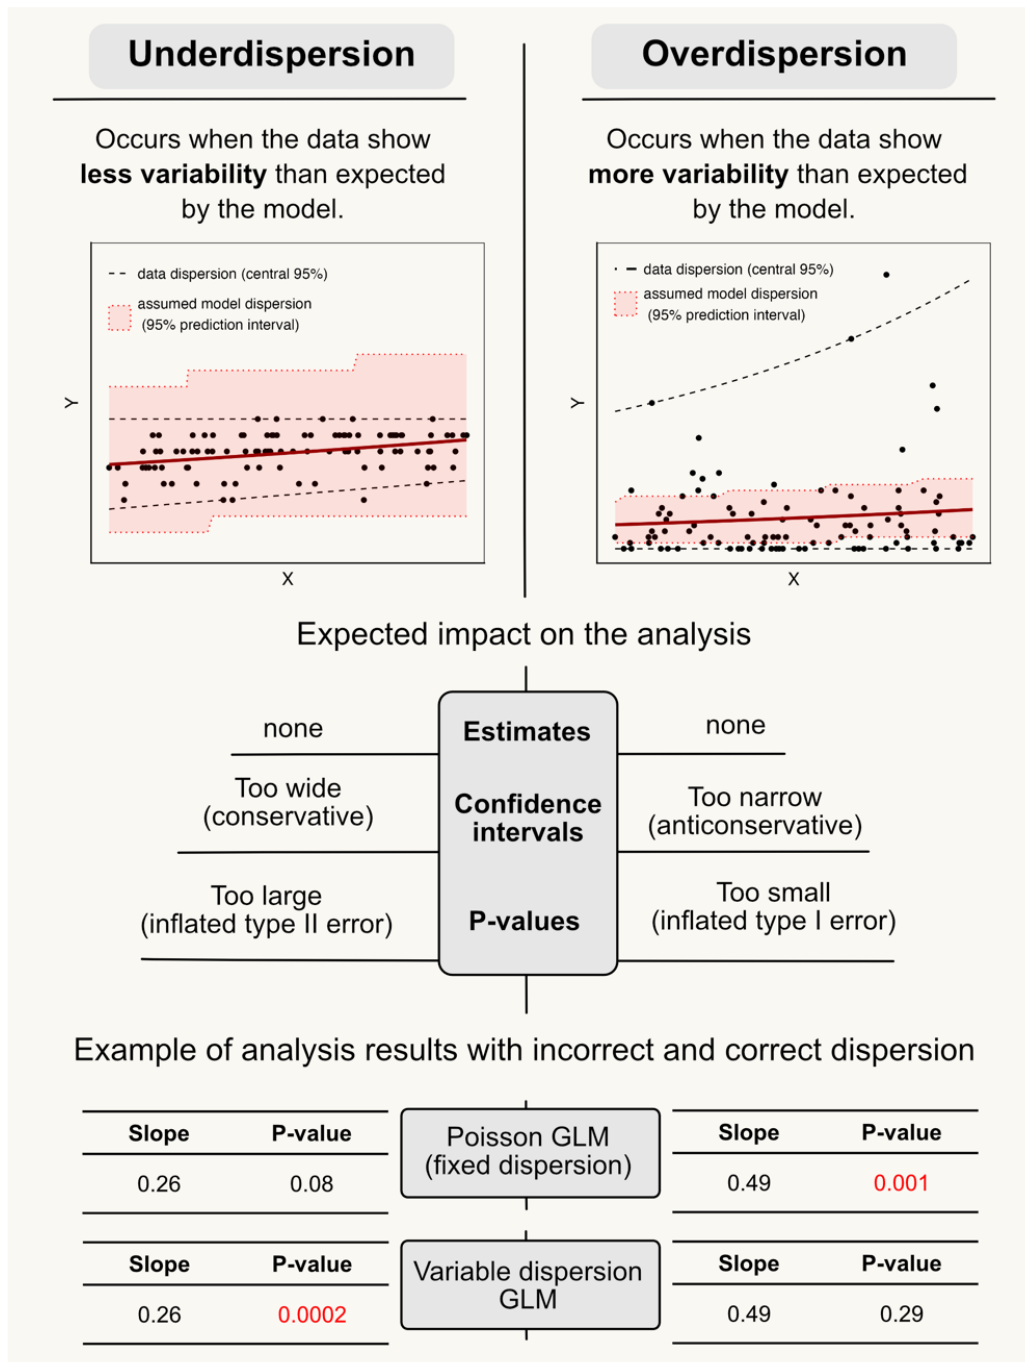 Underdispersion
Occurs when the data show
less variability than expected
by the model.
data dispersion (central 95%)
assumed model dispersion
(95% prediction interval)
Y
X
Overdispersion
Occurs when the data show
more variability than expected
by the model.
data dispersion (central 95%)
assumed model dispersion
(95% prediction interval)
Y
X
Expected impact on the analysis
none
Estimates
none
Too wide
(conservative)
Confidence
intervals
Too narrow
(anticonservative)
Too large
(inflated type II error)
P-values
Too small
(inflated type I error)
Example of analysis results with incorrect and correct dispersion
Slope P-value
0.26 0.08
Poisson GLM
(fixed dispersion)
Slope P-value
0.49 0.001
Slope P-value
0.26 0.0002
Variable dispersion
GLM
Slope P-value
0.49 0.29